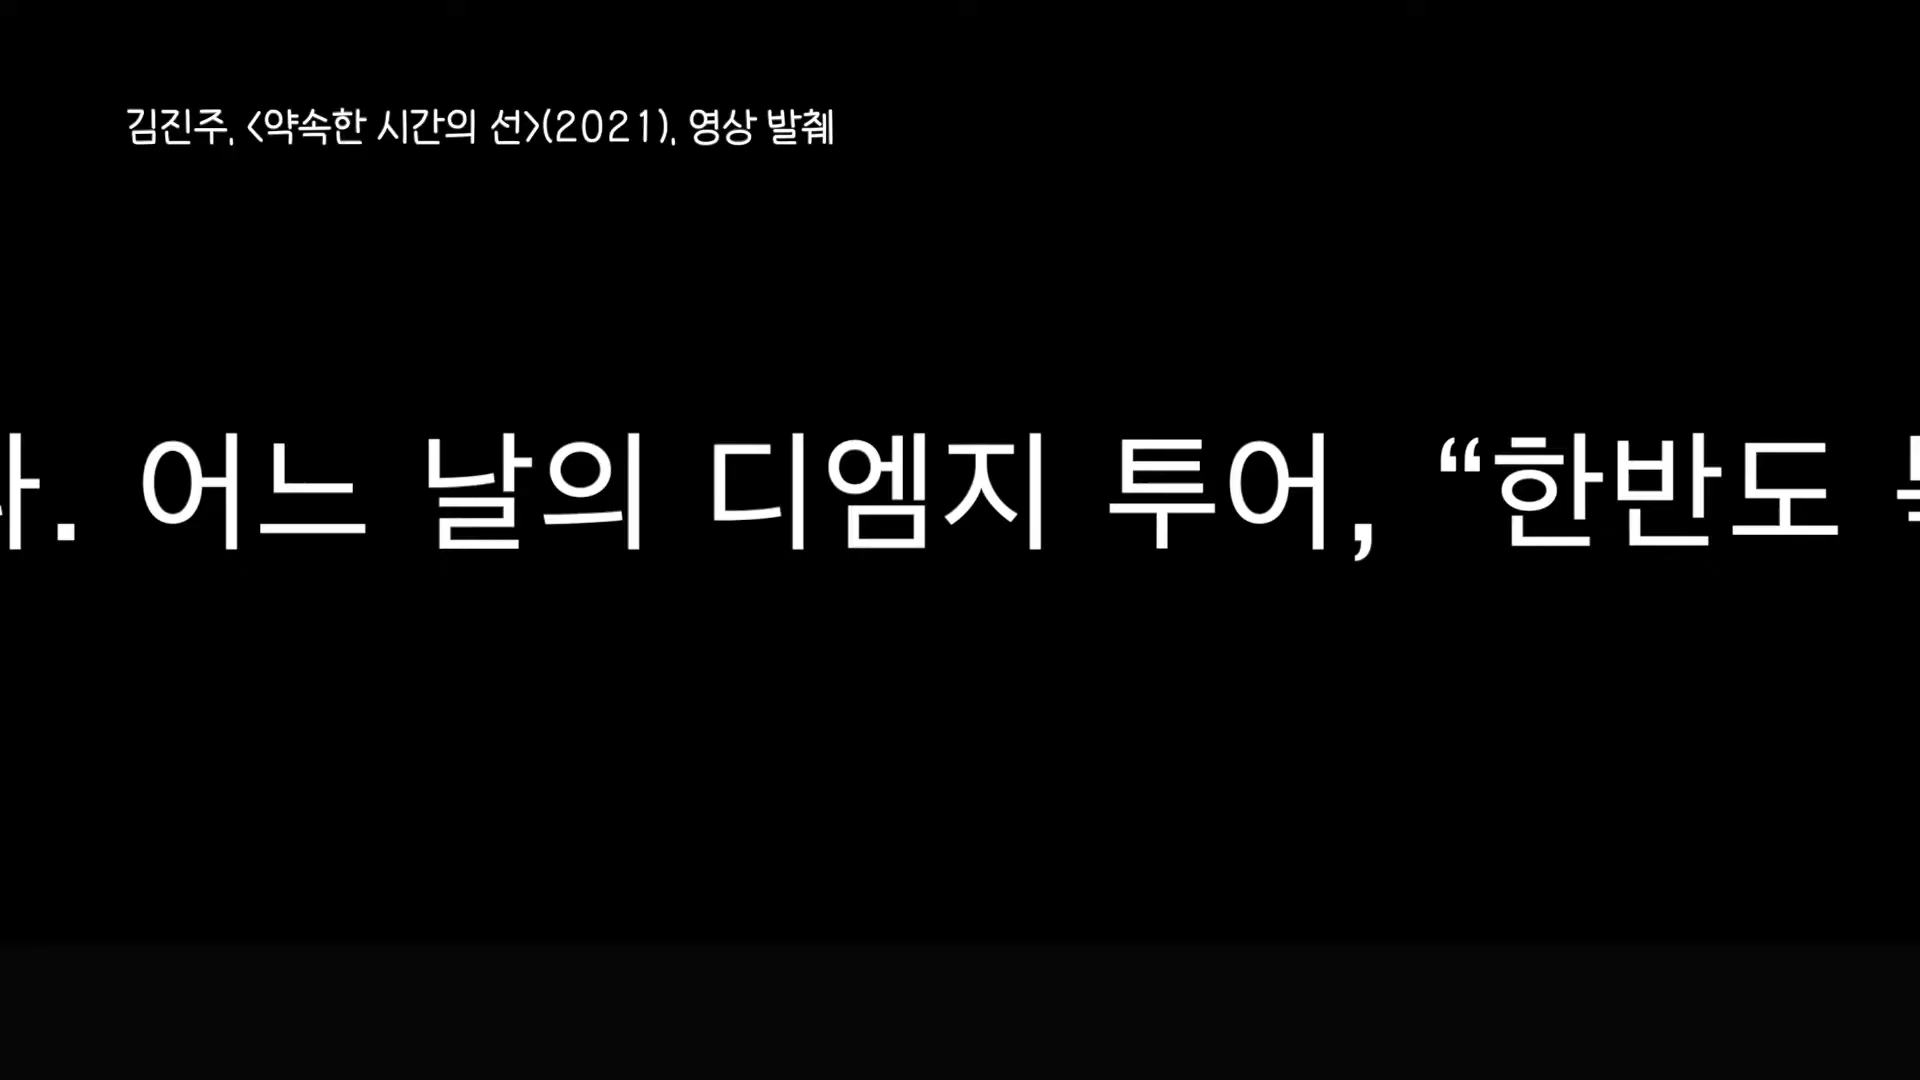 김진주, <약속한 시간의 선>(2021), 영상 발췌
. 어느 날의 디엠지 투어, “한반도